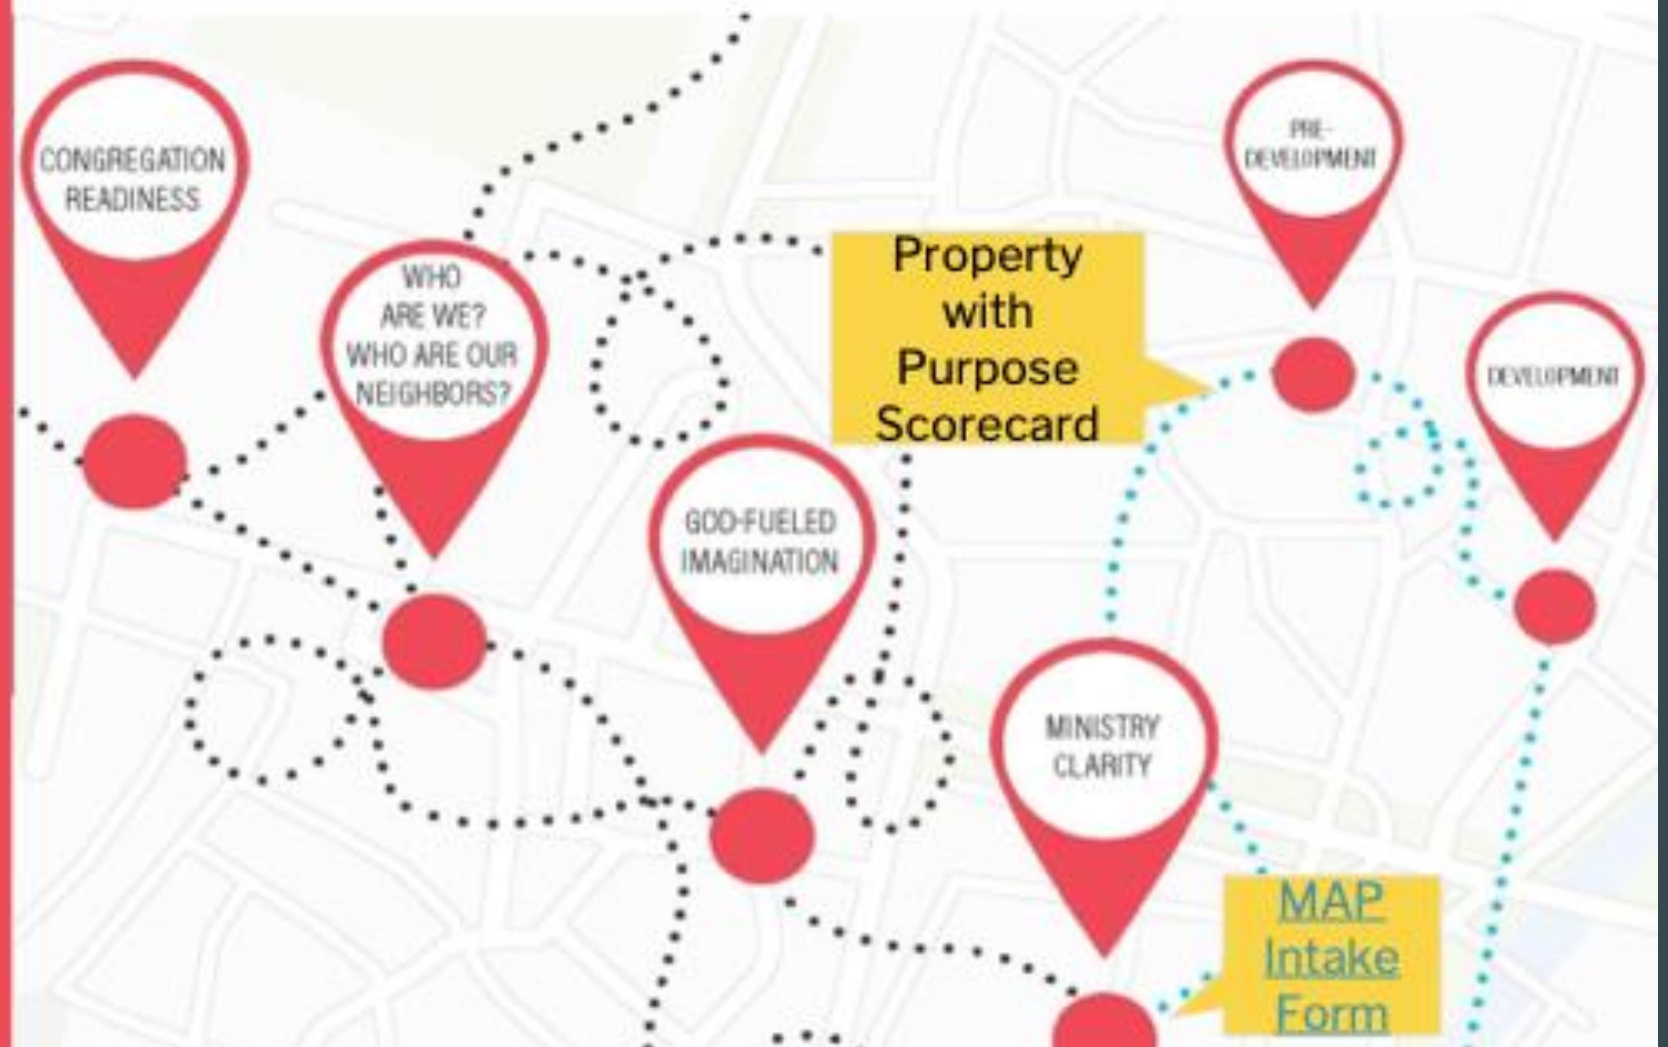 CONGREGATION
READINESS
WHO
ARE WE?
WHO ARE OUR
NEIGHBORS?
GOD-FUELED
IMAGINATION
MINISTRY
CLARITY
Property
with
Purpose
Scorecard
PRE-
DEVELOPMENT
DEVELOPMENT
MAP
Intake
Form